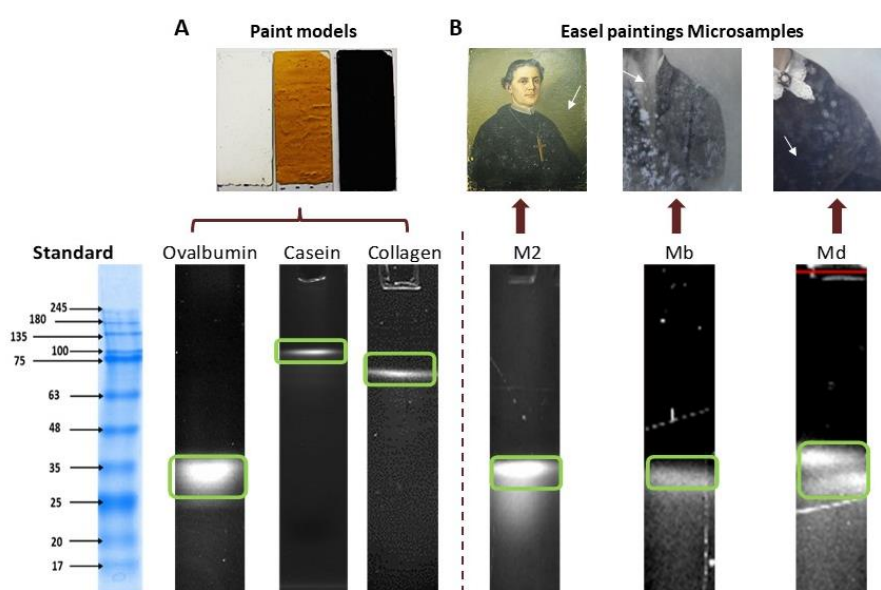 A Paint models
B Easel paintings Microsamples
Standard
Ovalbumin Casein Collagen
M2 Mb Md
245
180
135
100
75
63
48
35
25
20
17